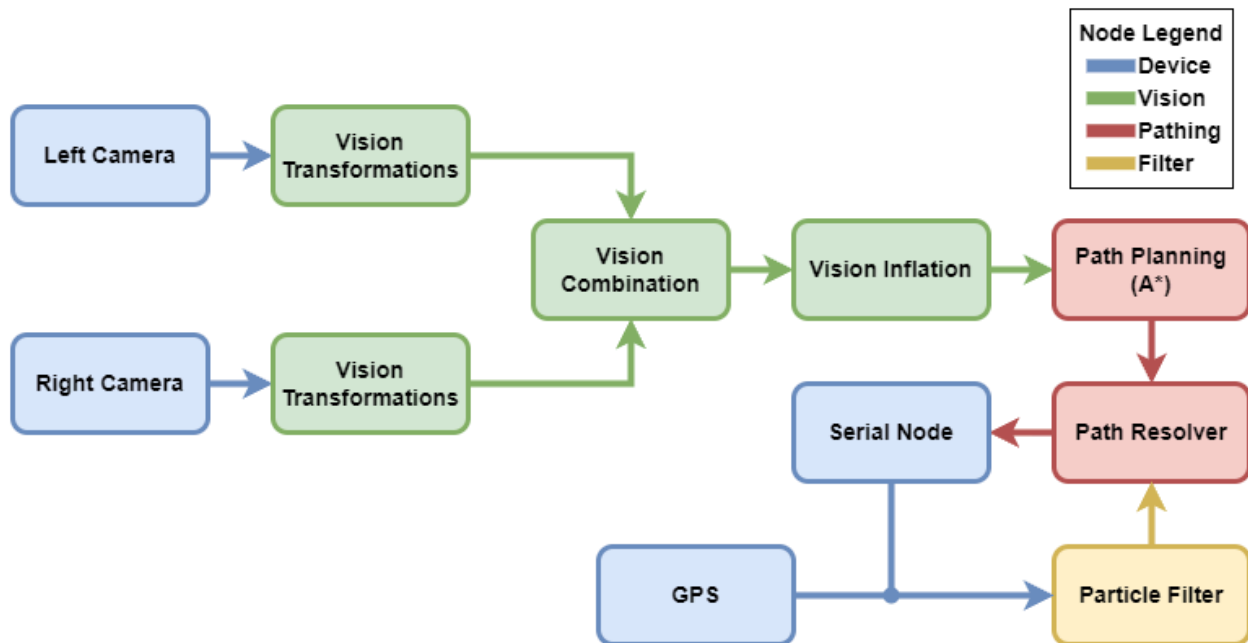 Node Legend
Device
Vision
Pathing
Filter
Left Camera
Vision
Transformations
Vision
Combination
Vision Inflation
Path Planning
(A*)
Right Camera
Vision
Transformations
Serial Node
Path Resolver
GPS
Particle Filter